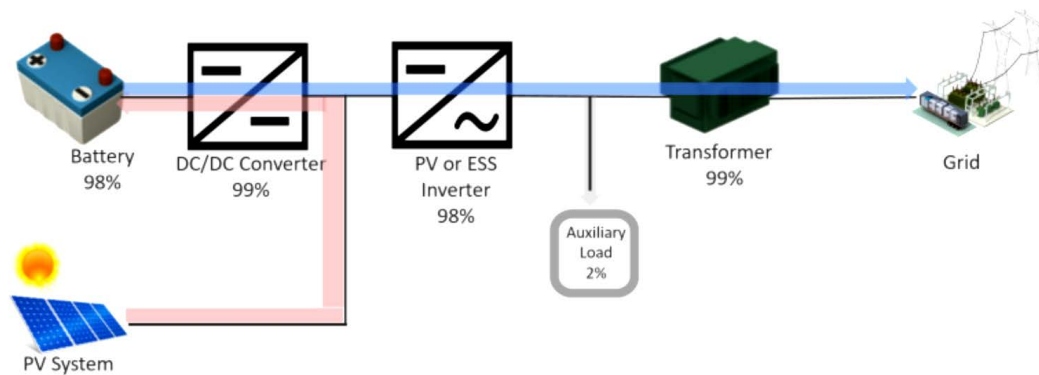 Battery
98%
DC/DC Converter
99%
PV or ESS
Inverter
98%
Auxiliary
Load
2%
Transformer
99%
Grid
PV System